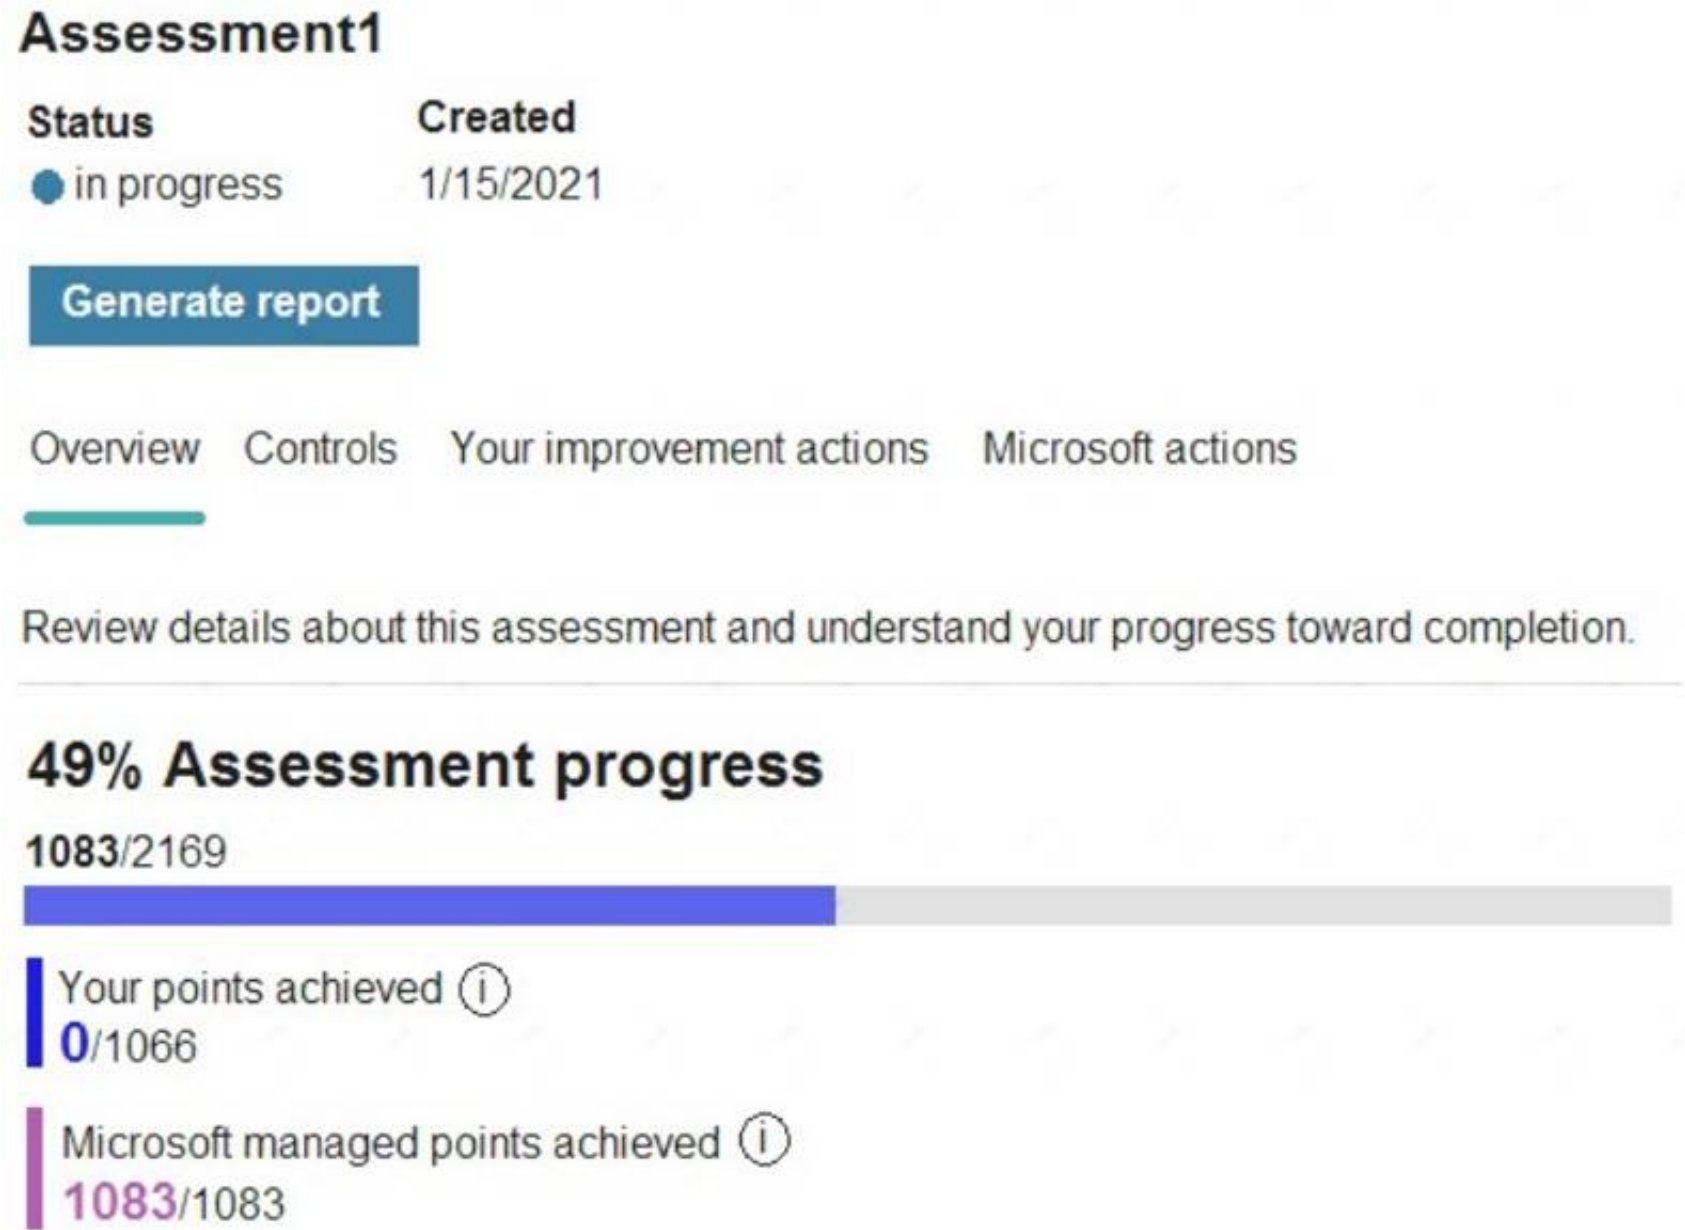 Assessment1
Status Created
in progress 1/15/2021
Generate report
Overview Controls Your improvement actions Microsoft actions
Review details about this assessment and understand your progress toward completion.
49% Assessment progress
1083/2169
Your points achieved i
0/1066
Microsoft managed points achieved i
1083/1083